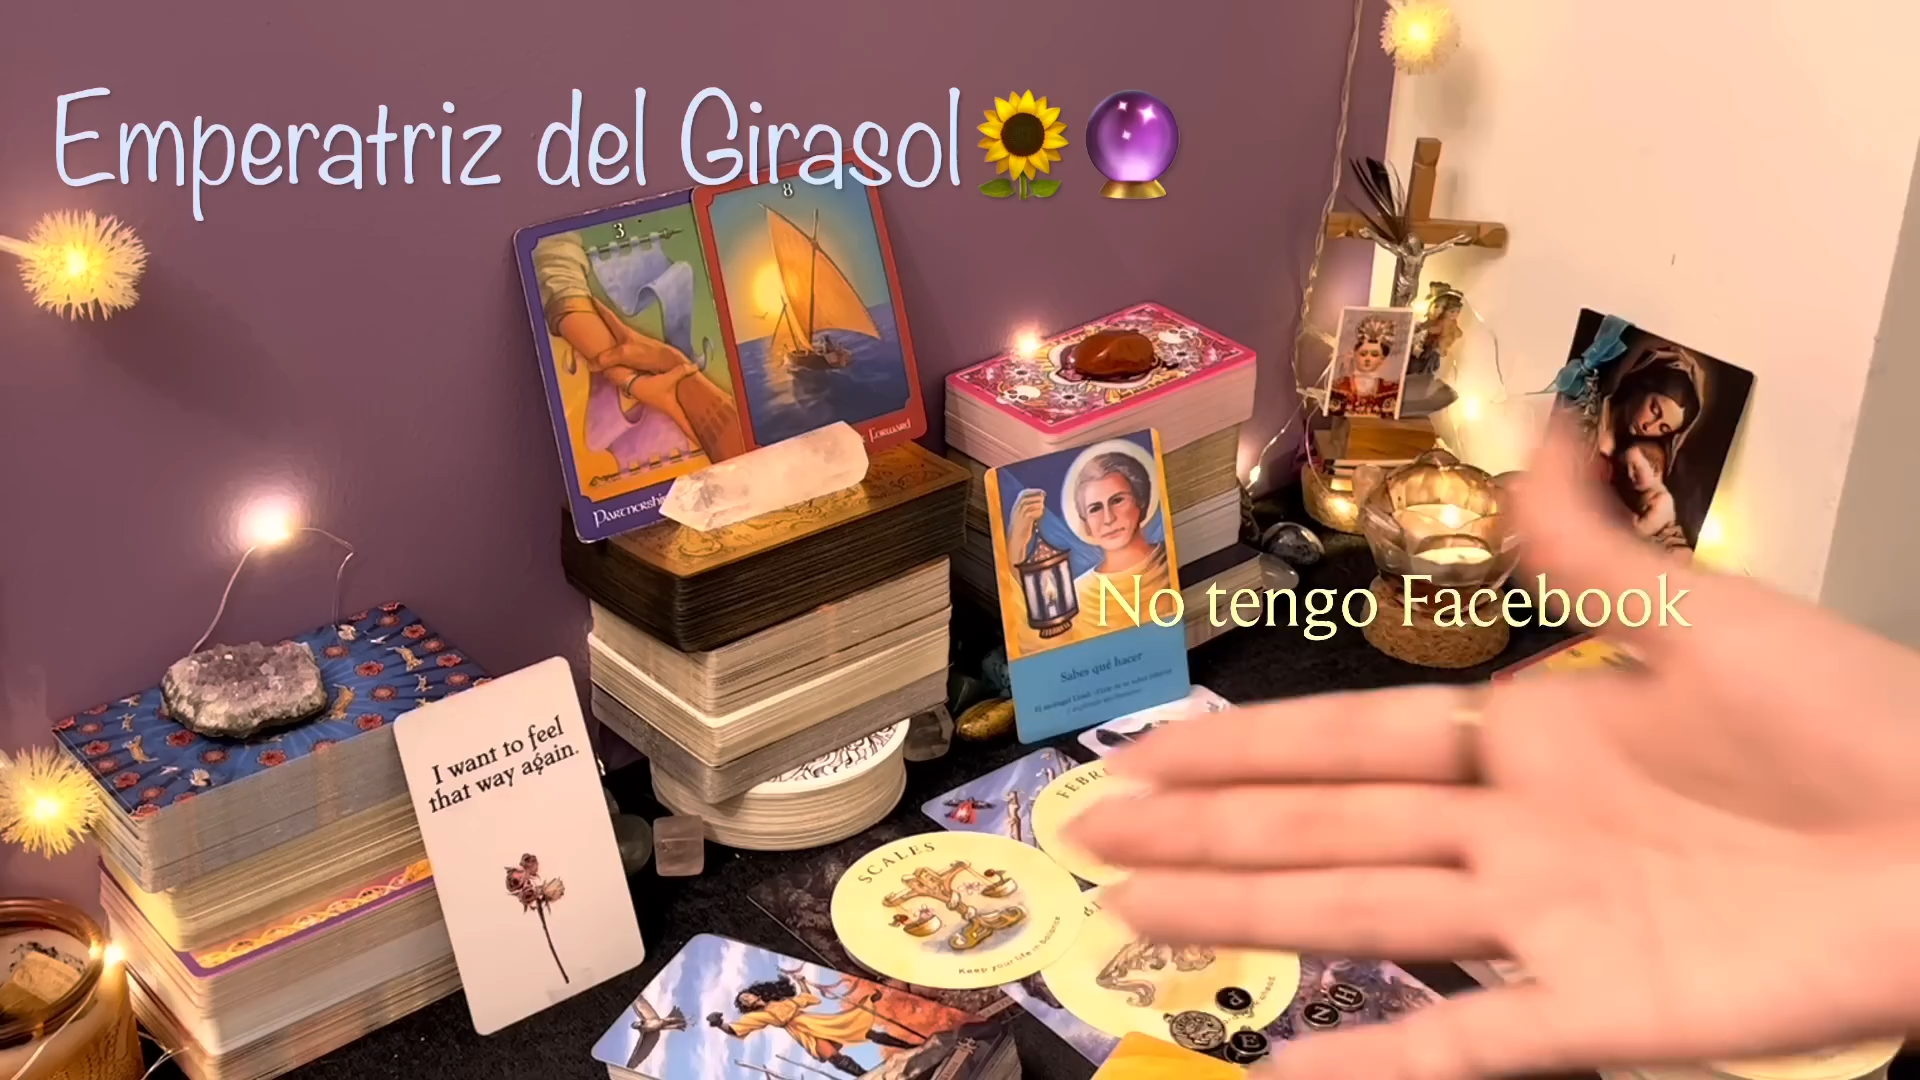 Emperatriz del Girasol
8
3
Forward
Partnership
No tengo Facebook
Sabes qué hacer
I want to feel
that way again.
FEBR
SCALES
Keep your life in balance
P
E
Z
H